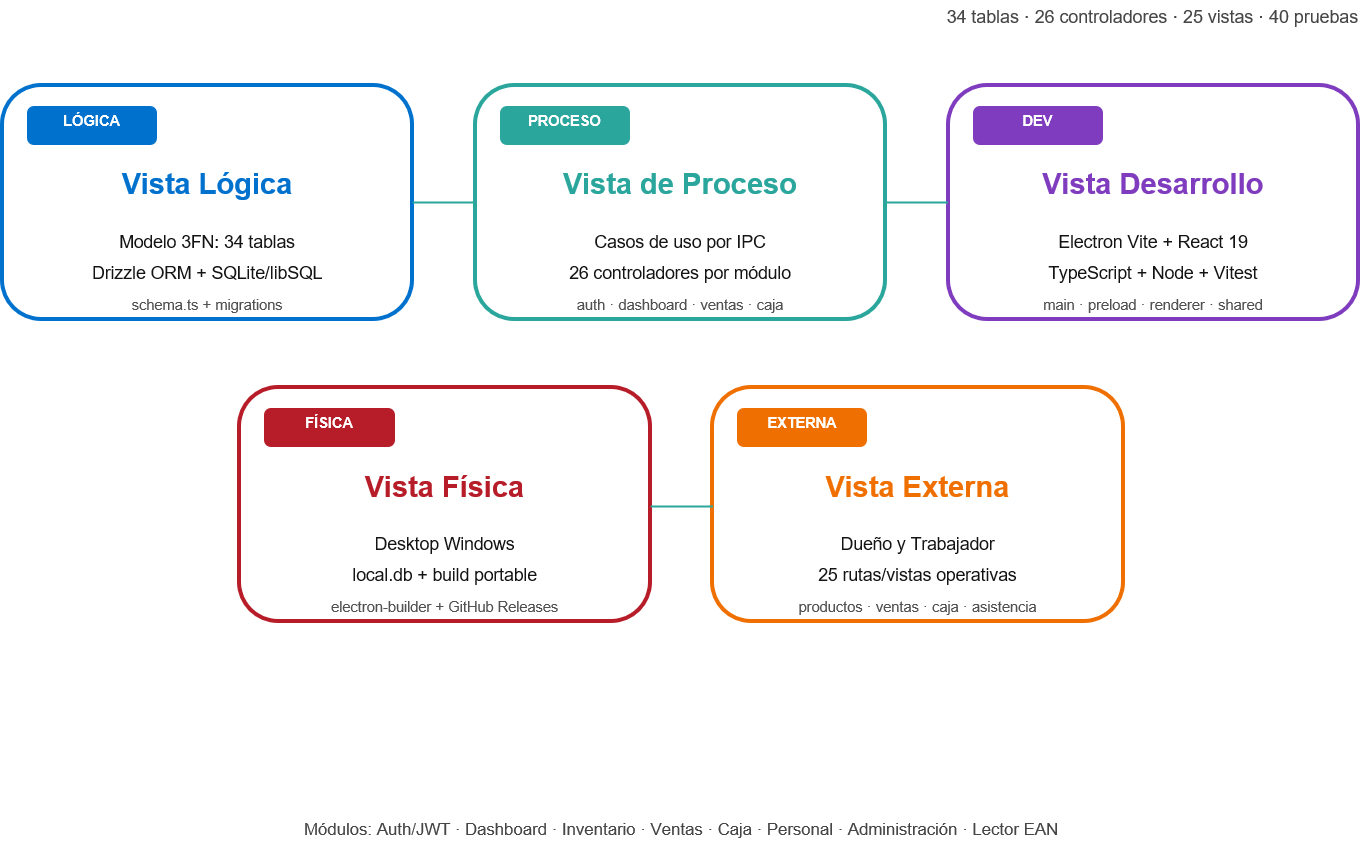 34 tablas · 26 controladores · 25 vistas · 40 pruebas
LÓGICA
Vista Lógica
Modelo 3FN: 34 tablas
Drizzle ORM + SQLite/libSQL
schema.ts + migrations
PROCESO
Vista de Proceso
Casos de uso por IPC
26 controladores por módulo
auth · dashboard · ventas · caja
DEV
Vista Desarrollo
Electron Vite + React 19
TypeScript + Node + Vitest
main · preload · renderer · shared
FÍSICA
Vista Física
Desktop Windows
local.db + build portable
electron-builder + GitHub Releases
EXTERNA
Vista Externa
Dueño y Trabajador
25 rutas/vistas operativas
productos · ventas · caja · asistencia
Módulos: Auth/JWT · Dashboard · Inventario · Ventas · Caja · Personal · Administración · Lector EAN